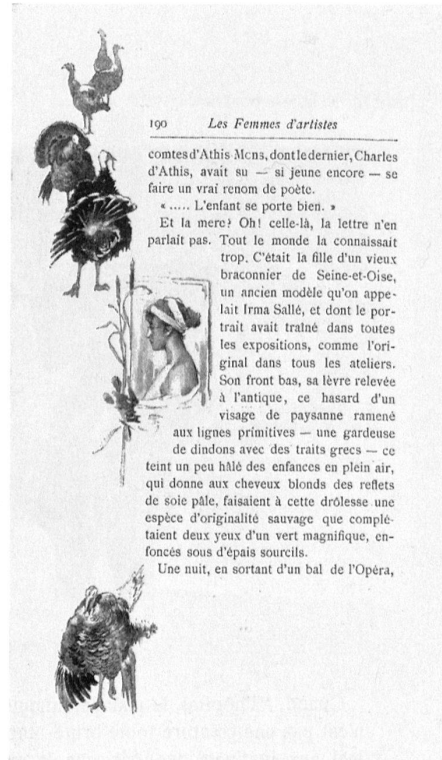 190 Les Femmes d'artistes
comtes d'Athis Mons, dont le dernier, Charles
d'Athis, avait su — si jeune encore — se
faire un vrai renom de poète.
« ..... L'enfant se porte bien. »
Et la mere? Oh! celle-là, la lettre n'en
parlait pas. Tout le monde la connaissait
trop. C'était la fille d'un vieux
braconnier de Seine-et-Oise,
un ancien modèle qu'on appe-
lait Irma Sallé, et dont le por-
trait avait traîné dans toutes
les expositions, comme l'ori-
ginal dans tous les ateliers.
Son front bas, sa lèvre relevée
à l'antique, ce hasard d'un
visage de paysanne ramené
aux lignes primitives — une gardeuse
de dindons avec des traits grecs — ce
teint un peu hâlé des enfances en plein air,
qui donne aux cheveux blonds des reflets
de soie pâle, faisaient à cette drôlesse une
espèce d'originalité sauvage que complé-
taient deux yeux d'un vert magnifique, en-
foncés sous d'épais sourcils.
Une nuit, en sortant d'un bal de l'Opéra,